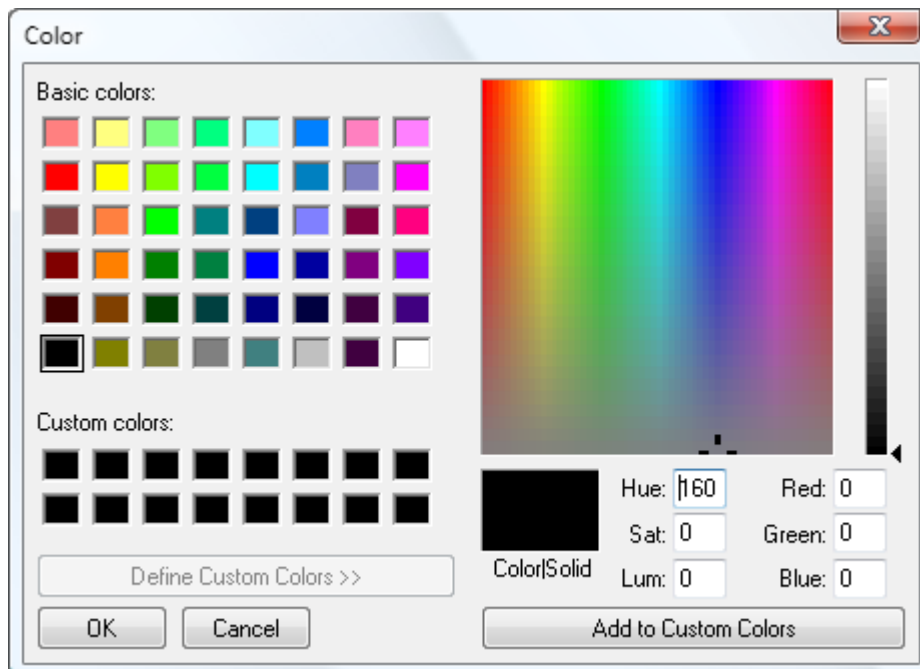 Color
Basic colors:
Custom colors:
Define Custom Colors >>
OK Cancel
Hue: 160 Red: 0
Sat: 0 Green: 0
Color|Solid Lum: 0 Blue: 0
Add to Custom Colors